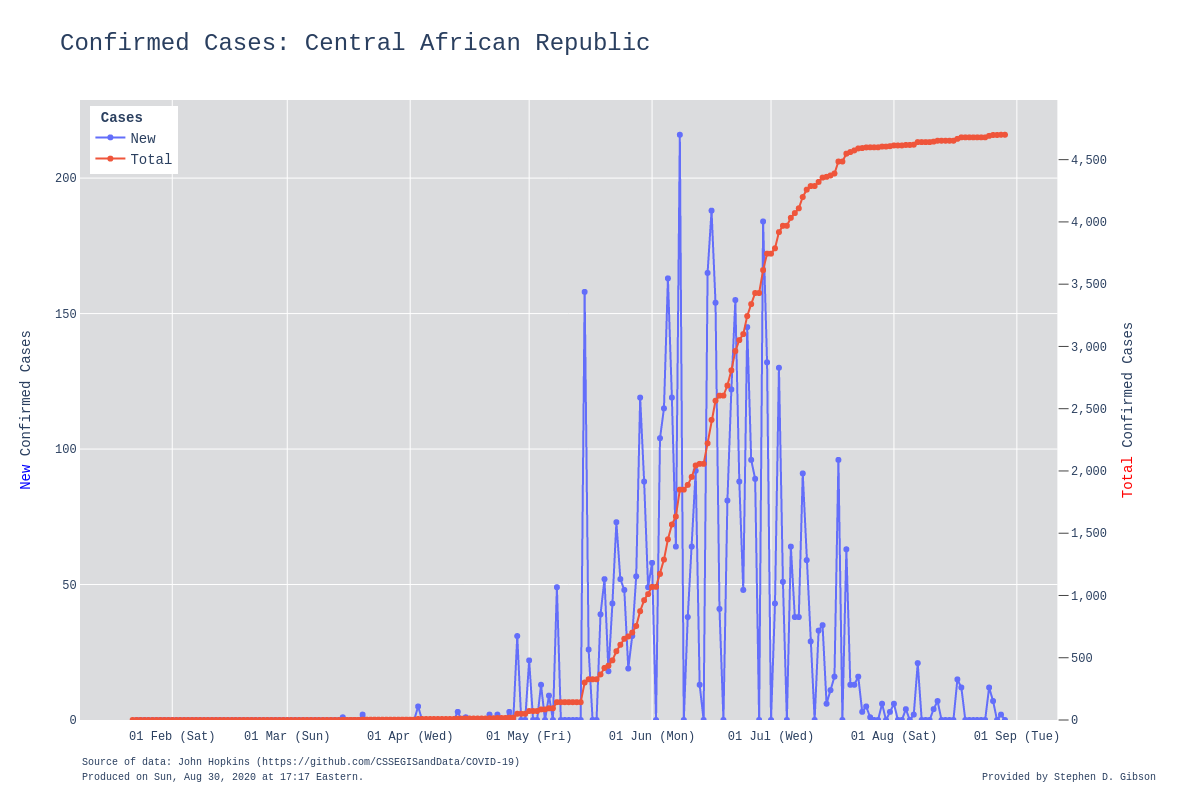 Confirmed Cases: Central African Republic
Cases
New
Total
200
150
100
50
0
New Confirmed Cases
4,500
4,000
3,500
3,000
2,500
2,000
1,500
1,000
500
0
Total Confirmed Cases
01 Feb (Sat) 01 Mar (Sun) 01 Apr (Wed) 01 May (Fri) 01 Jun (Mon) 01 Jul (Wed) 01 Aug (Sat) 01 Sep (Tue)
Source of data: John Hopkins (https://github.com/CSSEGISandData/COVID-19)
Produced on Sun, Aug 30, 2020 at 17:17 Eastern.
Provided by Stephen D. Gibson